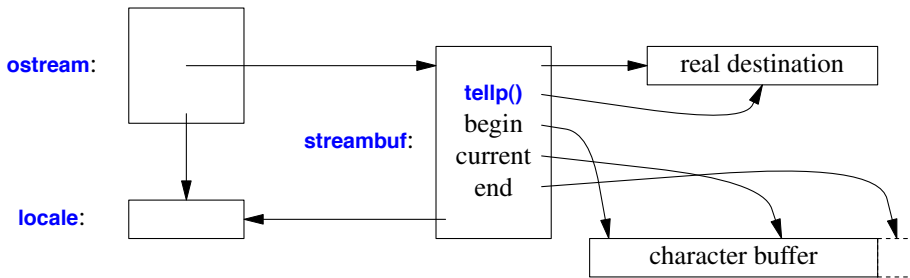 ostream:
real destination
tellp()
begin
streambuf:
current
end
locale:
character buffer